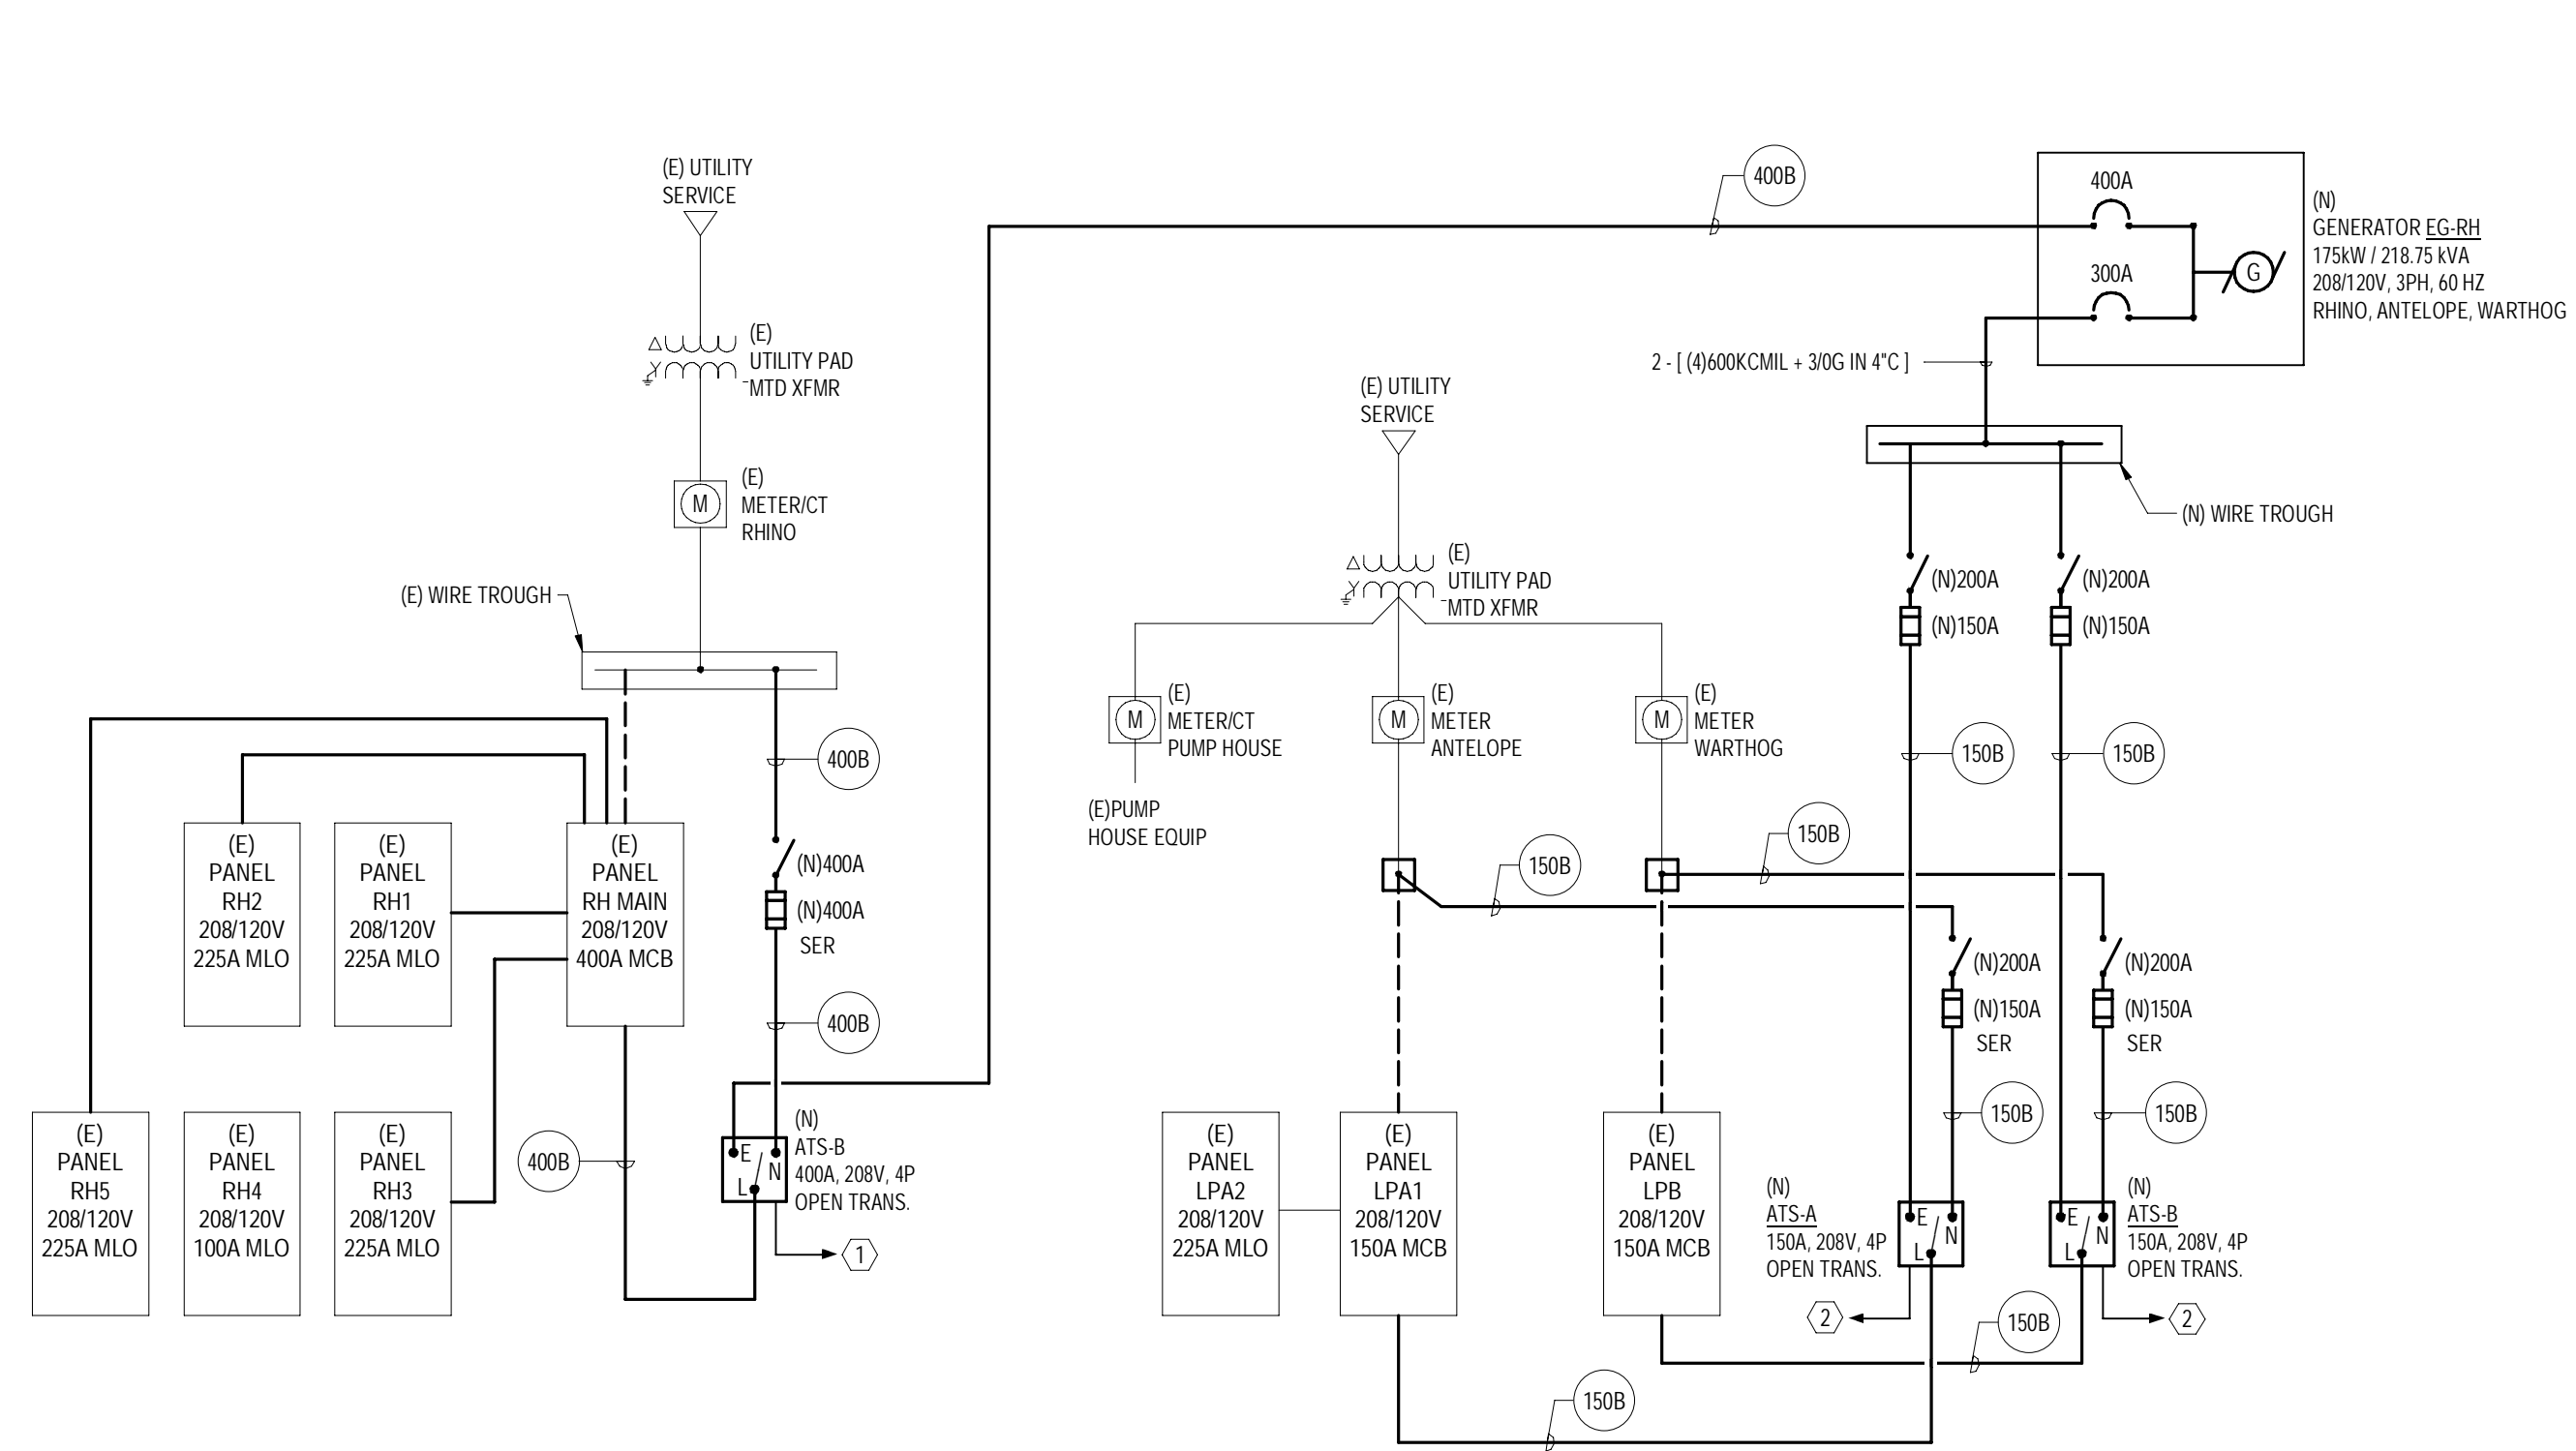 400B
400A
300A
G
(N)
GENERATOR EG-RH
175kW / 218.75 kVA
208/120V, 3PH, 60 HZ
RHINO, ANTELOPE, WARTHOG
2 - [ (4)600KCMIL + 3/0G IN 4"C ]
(N) WIRE TROUGH
(E) UTILITY
SERVICE
(E)
UTILITY PAD
MTD XFMR
M
(E)
METER/CT
RHINO
(E) WIRE TROUGH
400B
(N)400A
(N)400A
SER
400B
(E)
PANEL
RH2
208/120V
225A MLO
(E)
PANEL
RH1
208/120V
225A MLO
(E)
PANEL
RH MAIN
208/120V
400A MCB
(E)
PANEL
RH5
208/120V
225A MLO
(E)
PANEL
RH4
208/120V
100A MLO
(E)
PANEL
RH3
208/120V
225A MLO
400B
E
N
L
(N)
ATS-B
400A, 208V, 4P
OPEN TRANS.
1
(E) UTILITY
SERVICE
(E)
UTILITY PAD
MTD XFMR
M
(E)
METER/CT
PUMP HOUSE
(E)PUMP
HOUSE EQUIP
M
(E)
METER
ANTELOPE
M
(E)
METER
WARTHOG
150B
150B
(N)200A
(N)150A
(N)200A
(N)150A
150B
150B
(N)200A
(N)150A
SER
(N)200A
(N)150A
SER
150B
150B
(E)
PANEL
LPA2
208/120V
225A MLO
(E)
PANEL
LPA1
208/120V
150A MCB
(E)
PANEL
LPB
208/120V
150A MCB
(N)
ATS-A
150A, 208V, 4P
OPEN TRANS.
E
N
L
2
E
N
L
(N)
ATS-B
150A, 208V, 4P
OPEN TRANS.
2
150B
150B